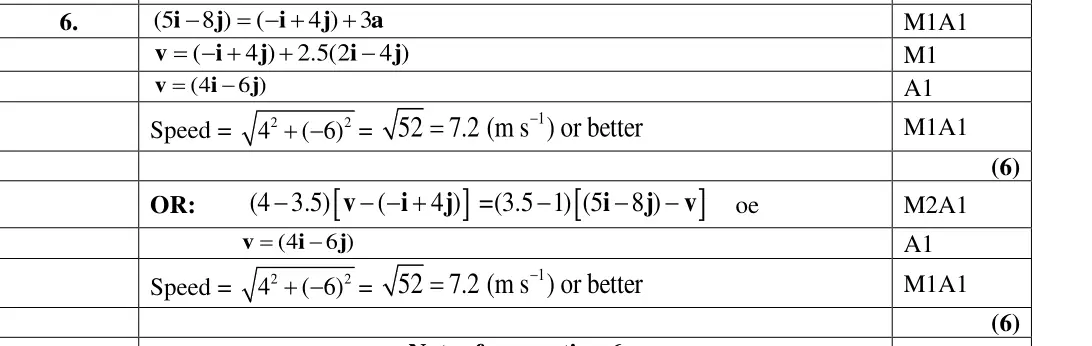 6. (5i − 8j) = (−i + 4j) + 3a M1A1
v = (−i + 4j) + 2.5(2i − 4j) M1
v = (4i − 6j) A1
Speed = √(4² + (−6)²) = √52 = 7.2 (m s⁻¹) or better M1A1
(6)
OR: (4 − 3.5)[v − (−i + 4j)] =(3.5 − 1)[(5i − 8j) − v] oe M2A1
v = (4i − 6j) A1
Speed = √(4² + (−6)²) = √52 = 7.2 (m s⁻¹) or better M1A1
(6)